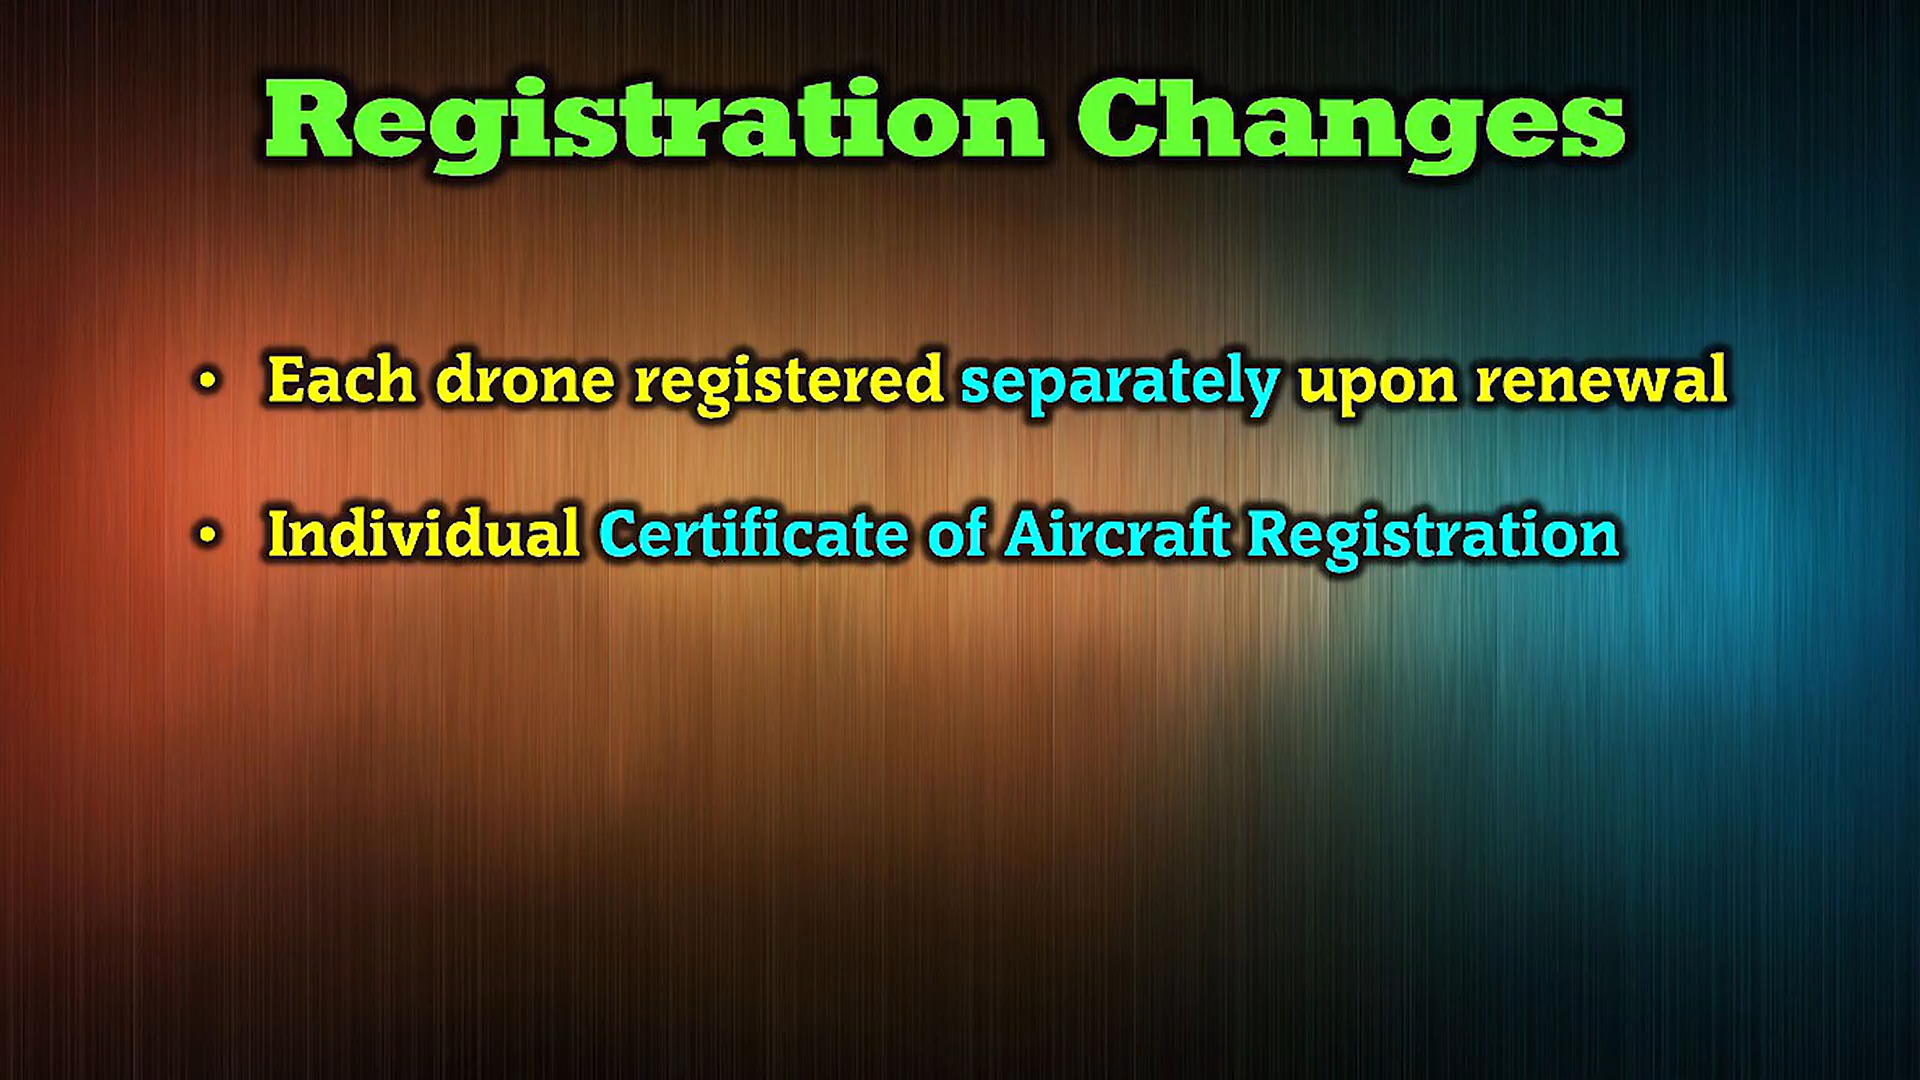 Registration Changes
• Each drone registered separately upon renewal
• Individual Certificate of Aircraft Registration